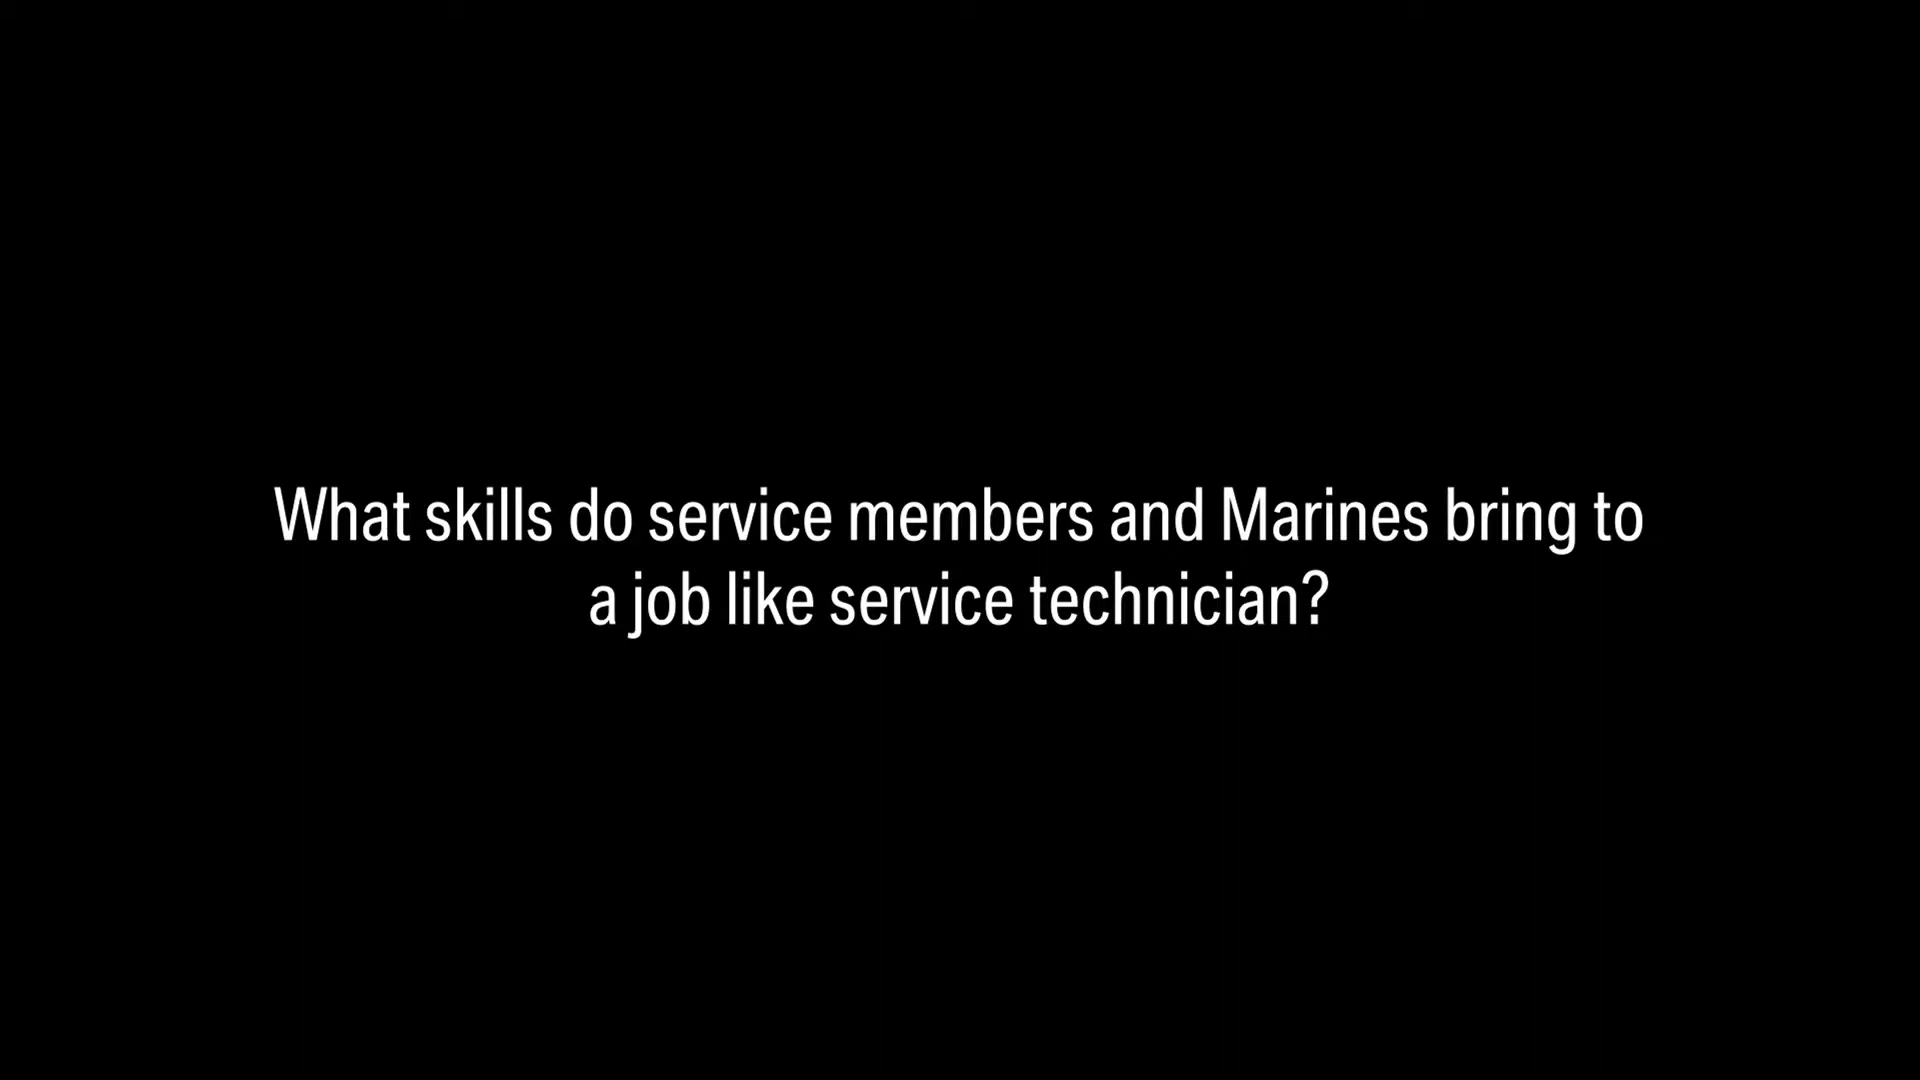 What skills do service members and Marines bring to
a job like service technician?